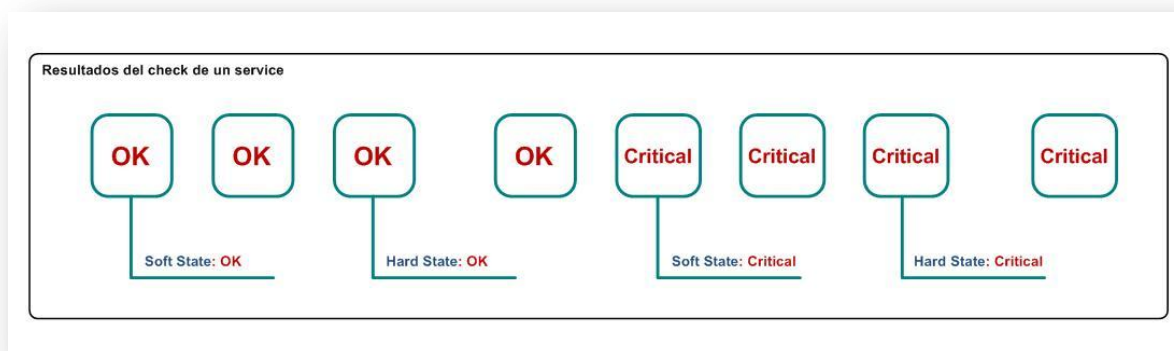 Resultados del check de un service
OK OK OK OK Critical Critical Critical Critical
Soft State: OK Hard State: OK Soft State: Critical Hard State: Critical